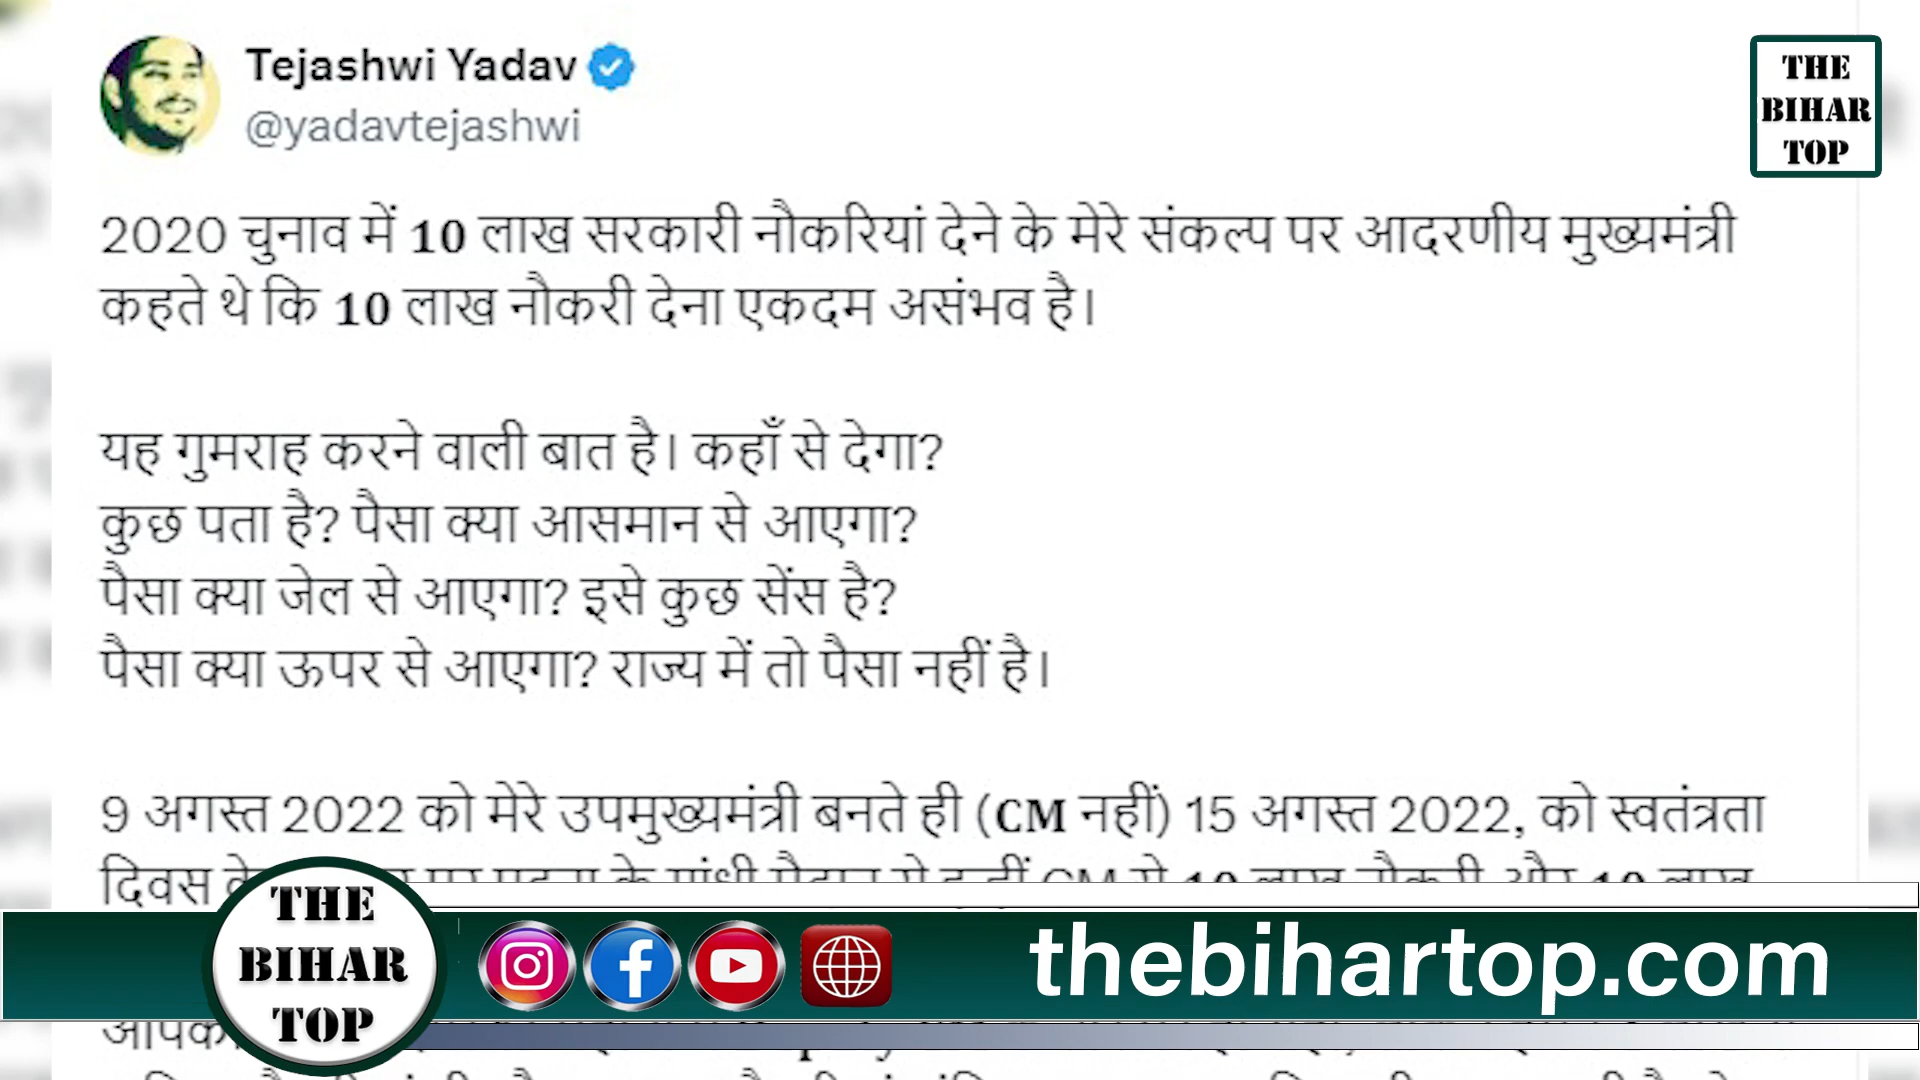 Tejashwi Yadav
@yadavtejashwi
THE
BIHAR
TOP
2020 चुनाव में 10 लाख सरकारी नौकरियां देने के मेरे संकल्प पर आदरणीय मुख्यमंत्री
कहते थे कि 10 लाख नौकरी देना एकदम असंभव है।
यह गुमराह करने वाली बात है। कहाँ से देगा?
कुछ पता है? पैसा क्या आसमान से आएगा?
पैसा क्या जेल से आएगा? इसे कुछ सेंस है?
पैसा क्या ऊपर से आएगा? राज्य में तो पैसा नहीं है।
9 अगस्त 2022 को मेरे उपमुख्यमंत्री बनते ही (CM नहीं) 15 अगस्त 2022, को स्वतंत्रता
दिवस
THE
BIHAR
TOP
thebihartop.com